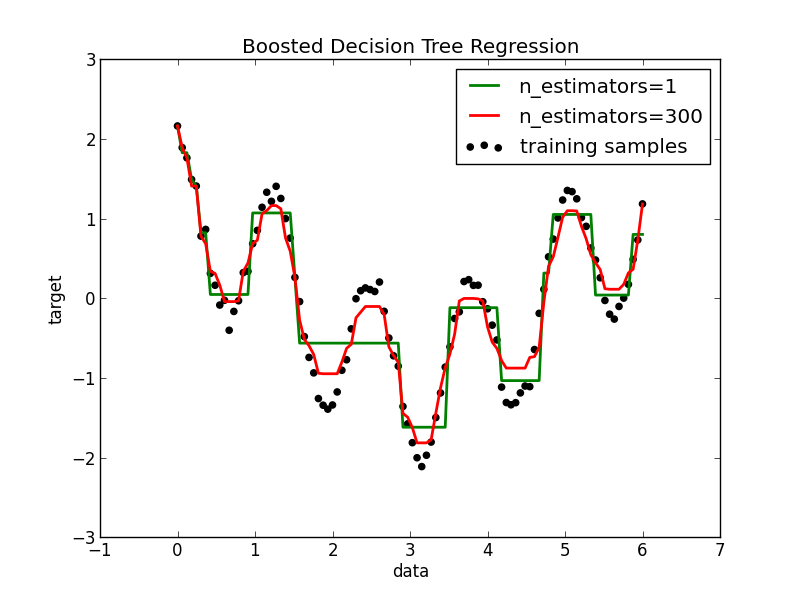 Boosted Decision Tree Regression
n_estimators=1
n_estimators=300
training samples
target
3
2
1
0
−1
−2
−3
−1
0
1
2
3
4
5
6
7
data